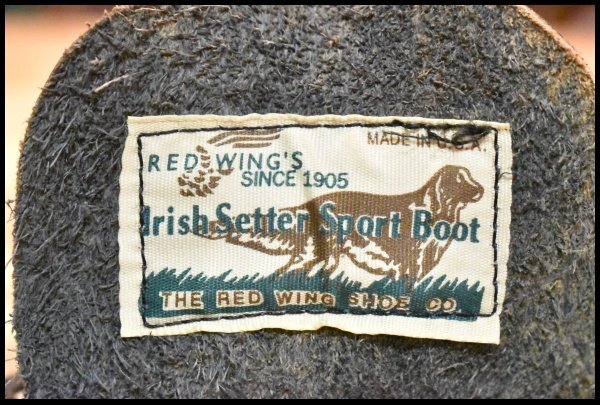 MADE IN U.S.A.
RED WING'S
SINCE 1905
Irish Setter Sport Boot
THE RED WING SHOE CO.